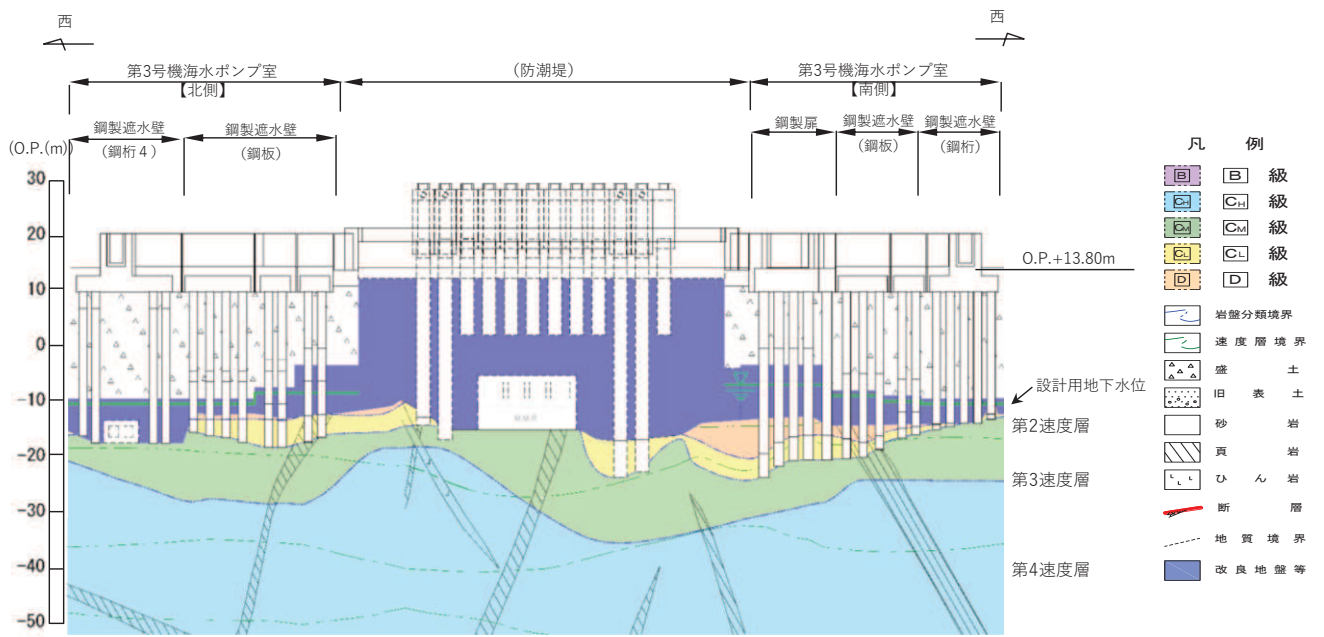 西
西
第3号機海水ポンプ室
【北側】
(防潮堤)
第3号機海水ポンプ室
【南側】
鋼製遮水壁
(鋼桁4)
鋼製遮水壁
(鋼板)
鋼製扉
鋼製遮水壁
(鋼板)
鋼製遮水壁
(鋼桁)
(O.P.(m))
30
20
10
0
-10
-20
-30
-40
-50
O.P.+13.80m
設計用地下水位
第2速度層
第3速度層
第4速度層
凡 例
B B 級
CH CH 級
CM CM 級
CL CL 級
D D 級
岩盤分類境界
速度層境界
盛 土
旧 表 土
砂 岩
頁 岩
ひ ん 岩
断 層
地 質 境 界
改 良 地 盤 等